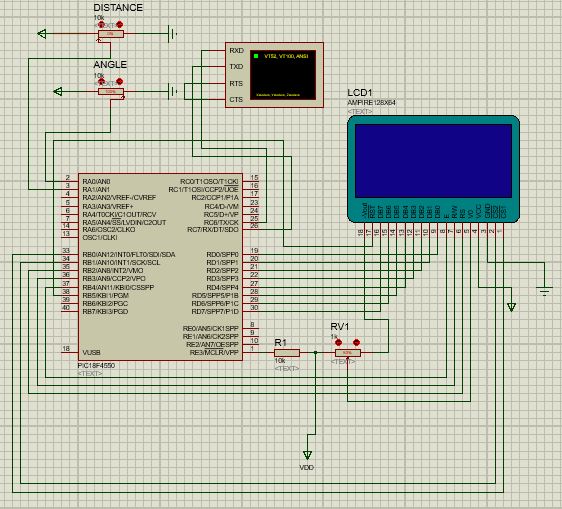 DISTANCE
10k
<TEXT>
ANGLE
10k
<TEXT>
RXD
TXD
RTS
CTS
VT52, VT100, ANSI
LCD1
AMPIRE128X64
<TEXT>
-Vout
RST
DB7
DB6
DB5
DB4
DB3
DB2
DB1
DB0
E
R/W
RS
V0
VCC
GND
CS2
CS1
18
17
16
15
14
13
12
11
10
9
8
7
6
5
4
3
2
1
2 RA0/AN0
3 RA1/AN1
4 RA2/AN2/VREF-/CVREF
5 RA3/AN3/VREF+
6 RA4/T0CKI/C1OUT/RCV
7 RA5/AN4/SS/LVDIN/C2OUT
14 RA6/OSC2/CLKO
13 OSC1/CLKI
33 RB0/AN12/INT0/FLT0/SDI/SDA
34 RB1/AN10/INT1/SCK/SCL
35 RB2/AN8/INT2/VMO
36 RB3/AN9/CCP2/VPO
37 RB4/AN11/KBI0/CSSPP
38 RB5/KBI1/PGM
39 RB6/KBI2/PGC
40 RB7/KBI3/PGD
18 VUSB
RC0/T1OSO/T1CKI 15
RC1/T1OSI/CCP2/UOE 16
RC2/CCP1/P1A 17
RC4/D-/VM 23
RC5/D+/VP 24
RC6/TX/CK 25
RC7/RX/DT/SDO 26
RD0/SPP0 19
RD1/SPP1 20
RD2/SPP2 21
RD3/SPP3 22
RD4/SPP4 27
RD5/SPP5/P1B 28
RD6/SPP6/P1C 29
RD7/SPP7/P1D 30
RE0/AN5/CK1SPP 8
RE1/AN6/CK2SPP 9
RE2/AN7/OESPP 10
RE3/MCLR/VPP 1
PIC18F4550
<TEXT>
R1
10k
<TEXT>
RV1
1k
<TEXT>
VDD